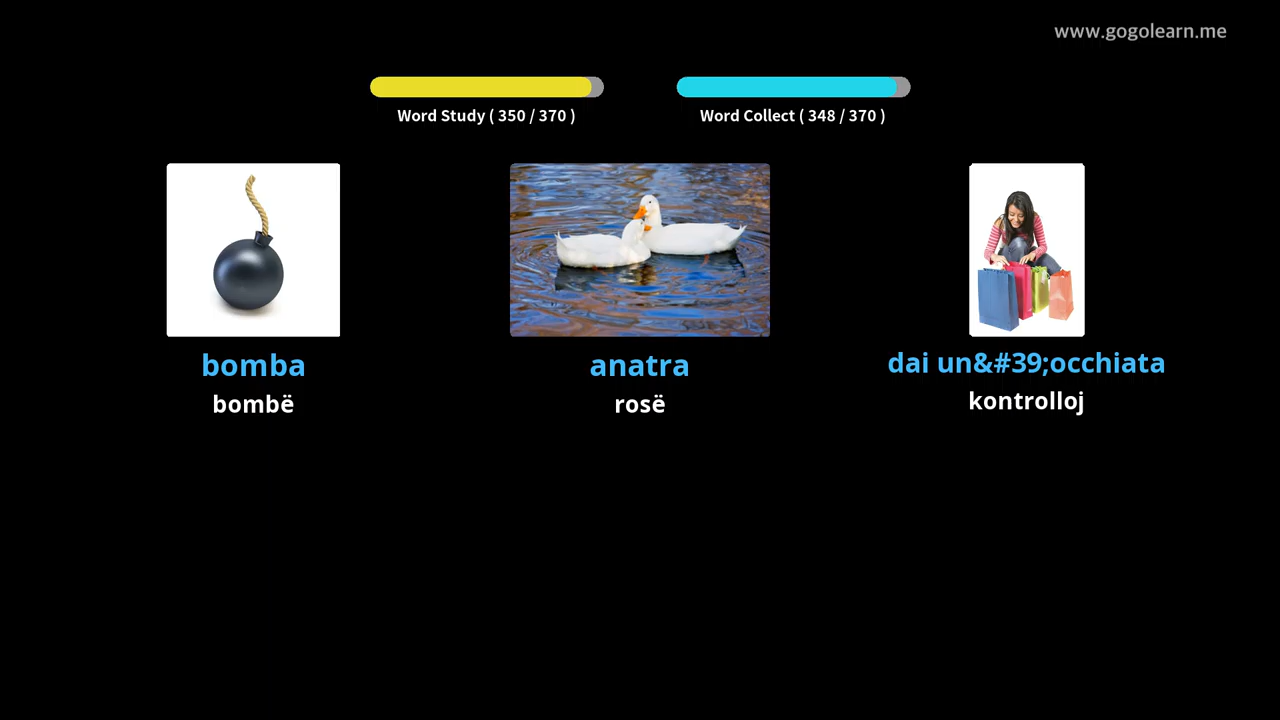 www.gogolearn.me
Word Study ( 350 / 370 )
Word Collect ( 348 / 370 )
bomba
bombë
anatra
rosë
dai un&#39;occhiata
kontrolloj